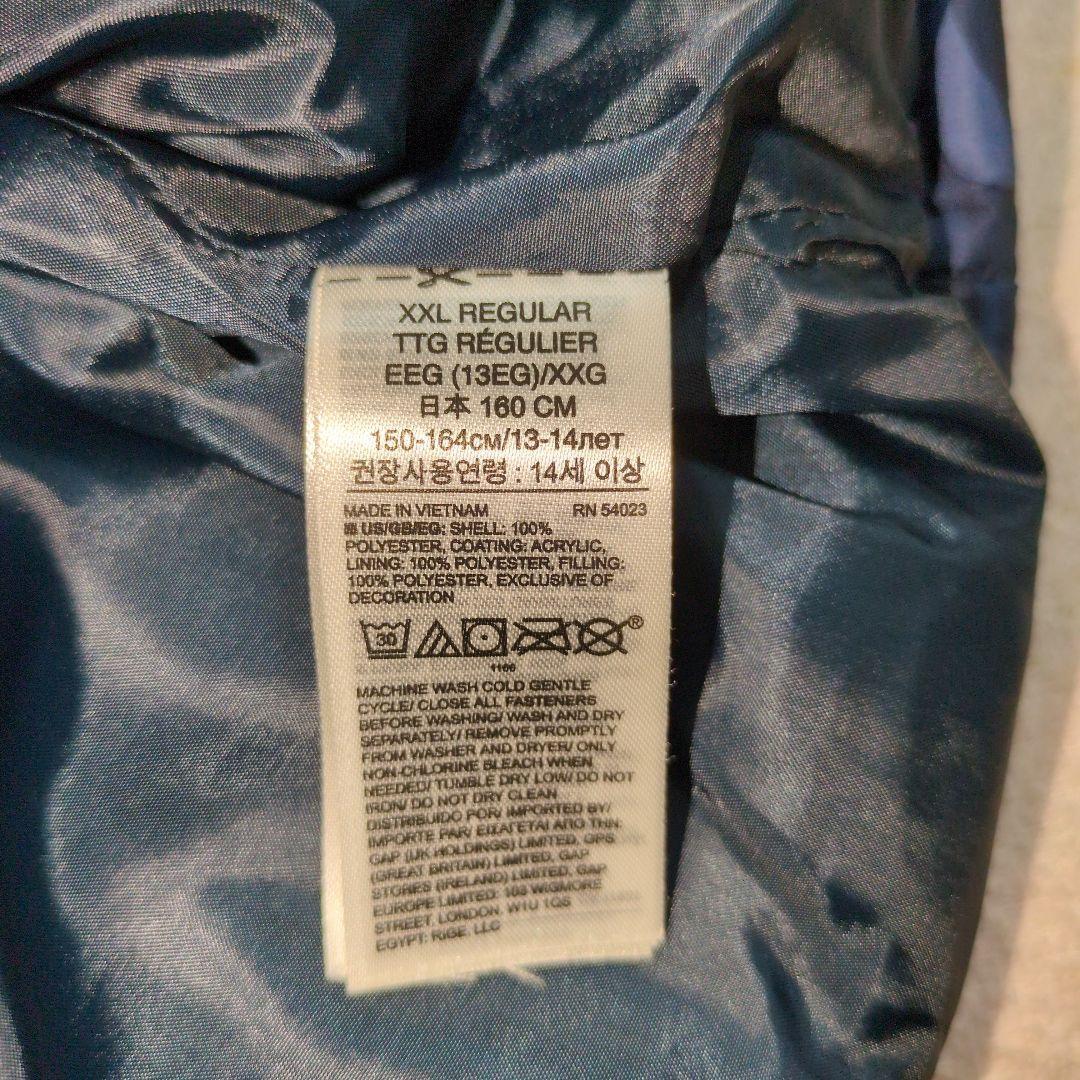 XXL REGULAR
TTG RÉGULIER
EEG (13EG)/XXG
日本 160 CM
150-164см/13-14лет
권장사용연령 : 14세 이상
MADE IN VIETNAM RN 54023
US/GB/EG: SHELL: 100%
POLYESTER, COATING: ACRYLIC,
LINING: 100% POLYESTER, FILLING:
100% POLYESTER, EXCLUSIVE OF
DECORATION
30 ®
1166
MACHINE WASH COLD GENTLE
CYCLE/ CLOSE ALL FASTENERS
BEFORE WASHING/ WASH AND DRY
SEPARATELY/ REMOVE PROMPTLY
FROM WASHER AND DRYER/ ONLY
NON-CHLORINE BLEACH WHEN
NEEDED/ TUMBLE DRY LOW/ DO NOT
IRON/ DO NOT DRY CLEAN
DISTRIBUIDO POR/ IMPORTED BY/
IMPORTE PAR/ ΕΙΣΑΓΕΤΑΙ ΑΠΟ ΤΗΝ:
GAP (UK HOLDINGS) LIMITED, GPS
(GREAT BRITAIN) LIMITED, GAP
STORES (IRELAND) LIMITED, GAP
EUROPE LIMITED: 108 WIGMORE
STREET, LONDON, W1U
EGYPT: RIGE, LLC